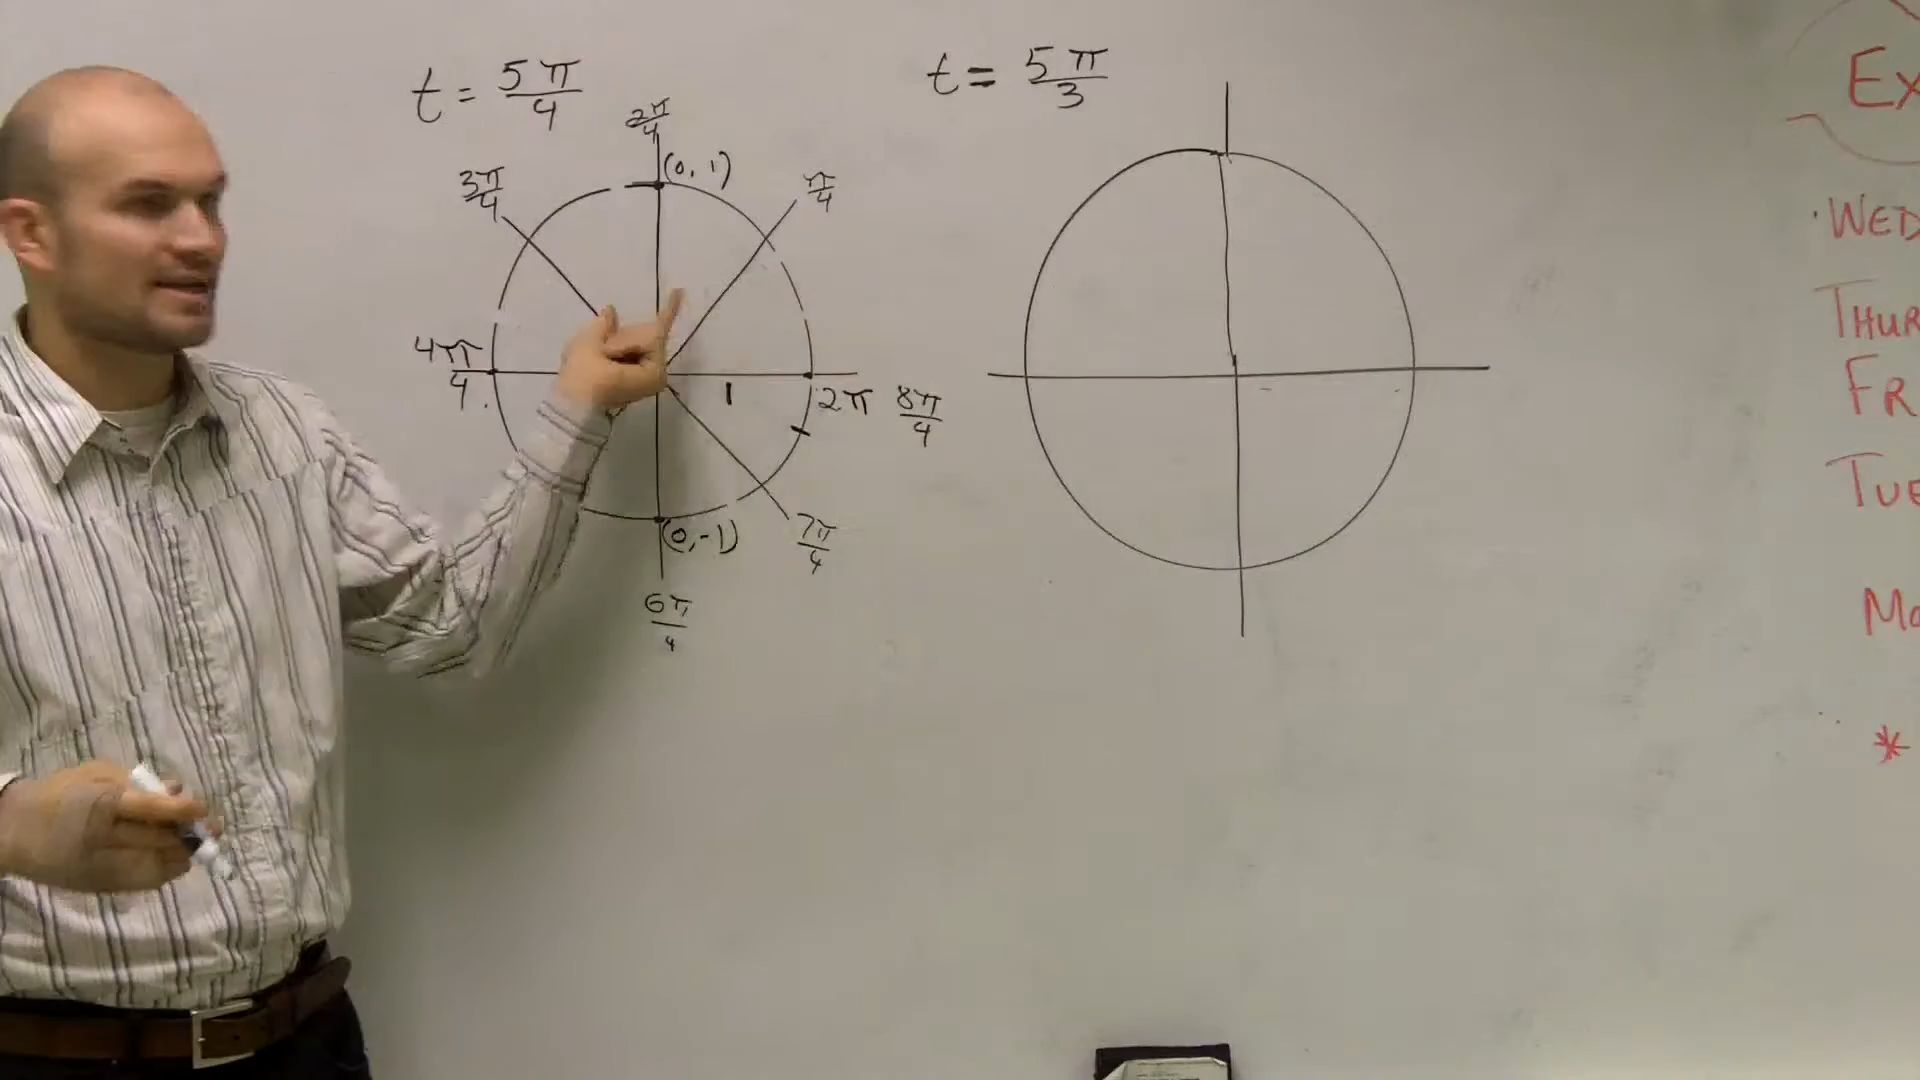 t = 5π/4
2π/4
(0, 1)
3π/4
π/4
4π/4
1
2π 8π/4
(0, -1)
7π/4
6π/4
t = 5π/3
Ex
WED
THUR
FR
TUE
Mo
*